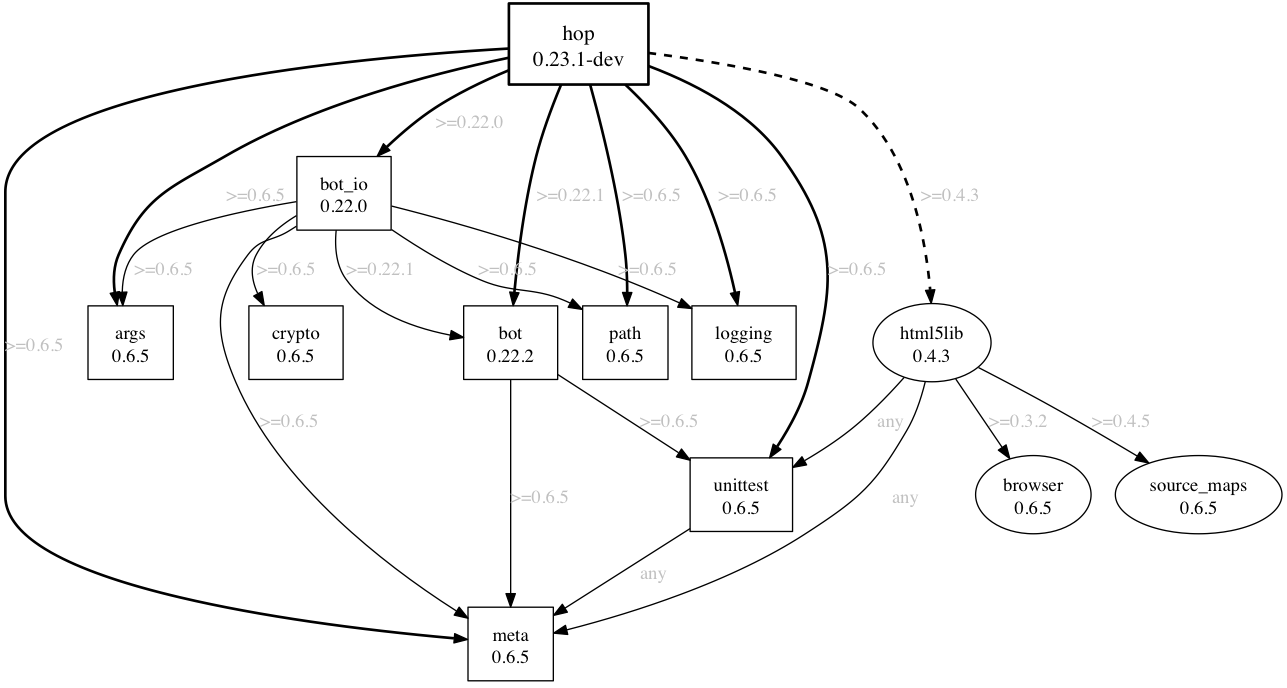 hop
0.23.1-dev
>=0.22.0
bot_io
0.22.0
>=0.6.5
>=0.22.1
>=0.6.5
>=0.6.5
>=0.4.3
>=0.6.5
>=0.6.5
>=0.22.1
>=0.6.5
>=0.6.5
>=0.6.5
>=0.6.5
args
0.6.5
crypto
0.6.5
bot
0.22.2
path
0.6.5
logging
0.6.5
html5lib
0.4.3
>=0.6.5
>=0.6.5
any
>=0.3.2
>=0.4.5
unittest
0.6.5
browser
0.6.5
source_maps
0.6.5
>=0.6.5
any
any
meta
0.6.5